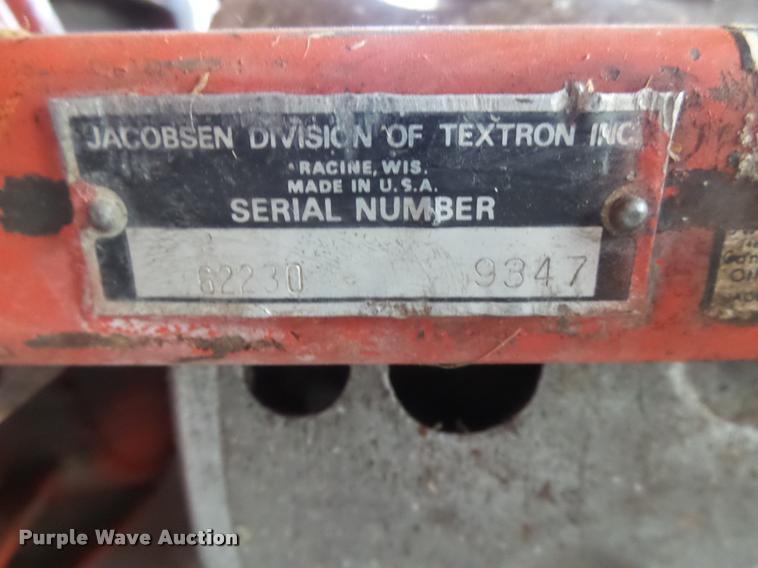 JACOBSEN DIVISION OF TEXTRON INC
RACINE, WIS.
MADE IN U.S.A.
SERIAL NUMBER
62230 9347
Purple Wave Auction